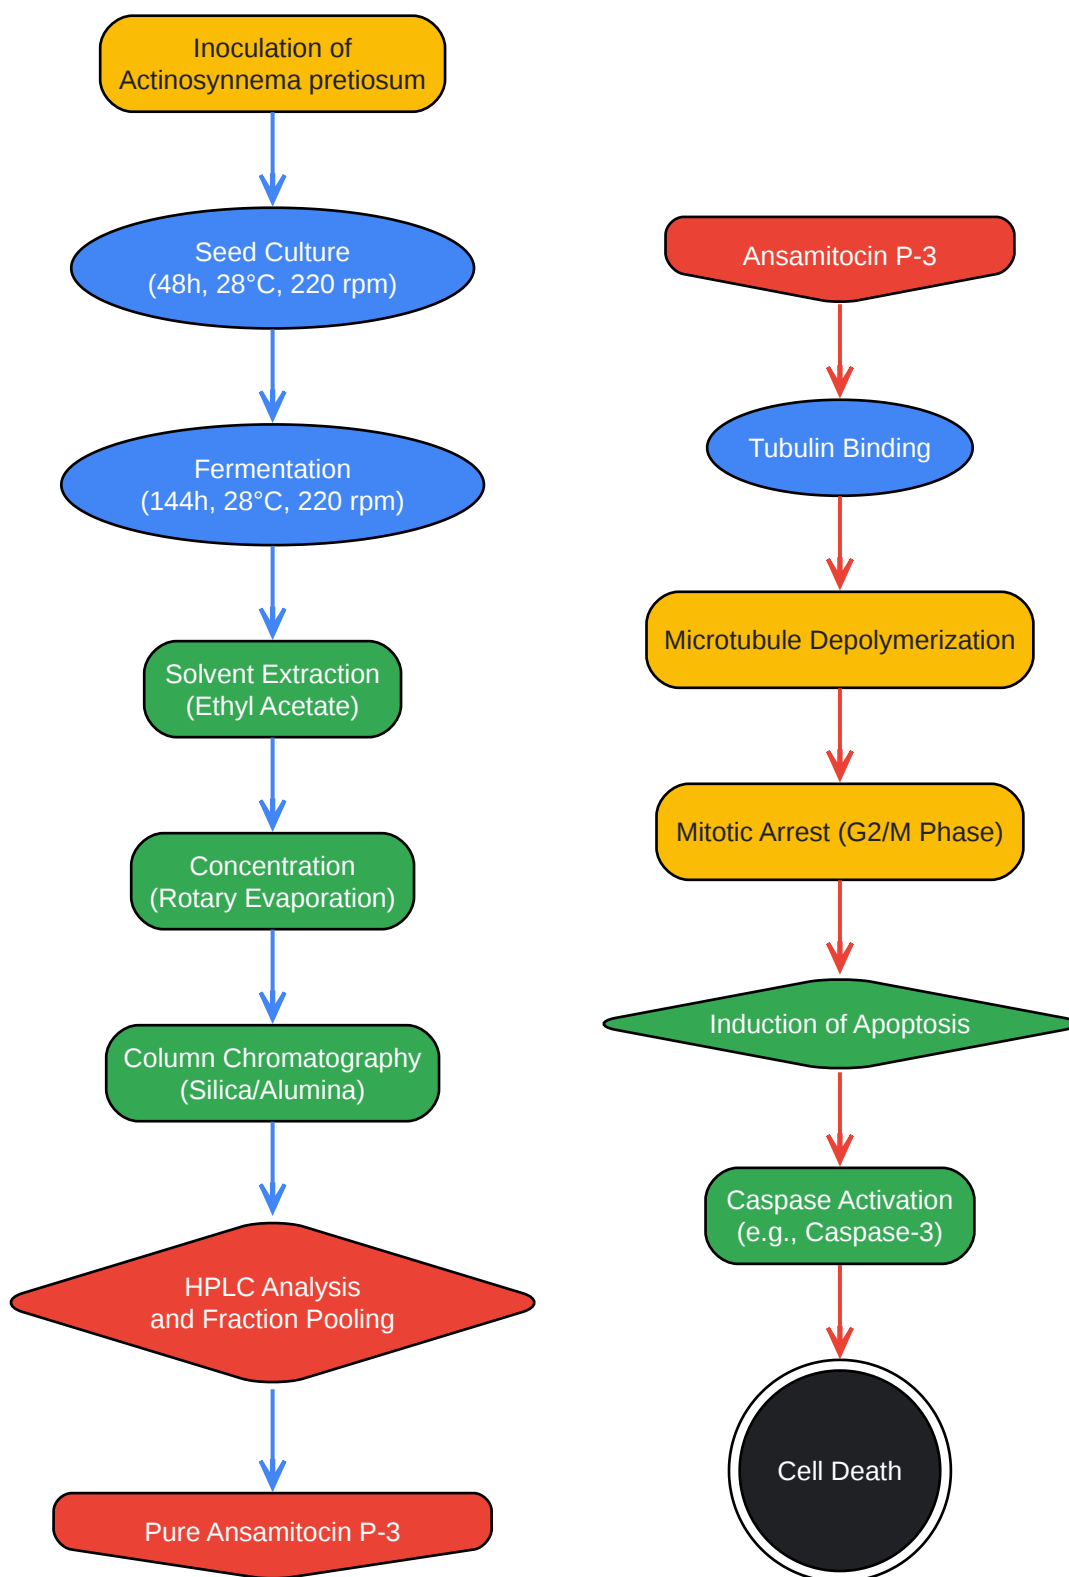 Inoculation of
Actinosynnema pretiosum
Seed Culture
(48h, 28°C, 220 rpm)
Fermentation
(144h, 28°C, 220 rpm)
Solvent Extraction
(Ethyl Acetate)
Concentration
(Rotary Evaporation)
Column Chromatography
(Silica/Alumina)
HPLC Analysis
and Fraction Pooling
Pure Ansamitocin P-3
Ansamitocin P-3
Tubulin Binding
Microtubule Depolymerization
Mitotic Arrest (G2/M Phase)
Induction of Apoptosis
Caspase Activation
(e.g., Caspase-3)
Cell Death